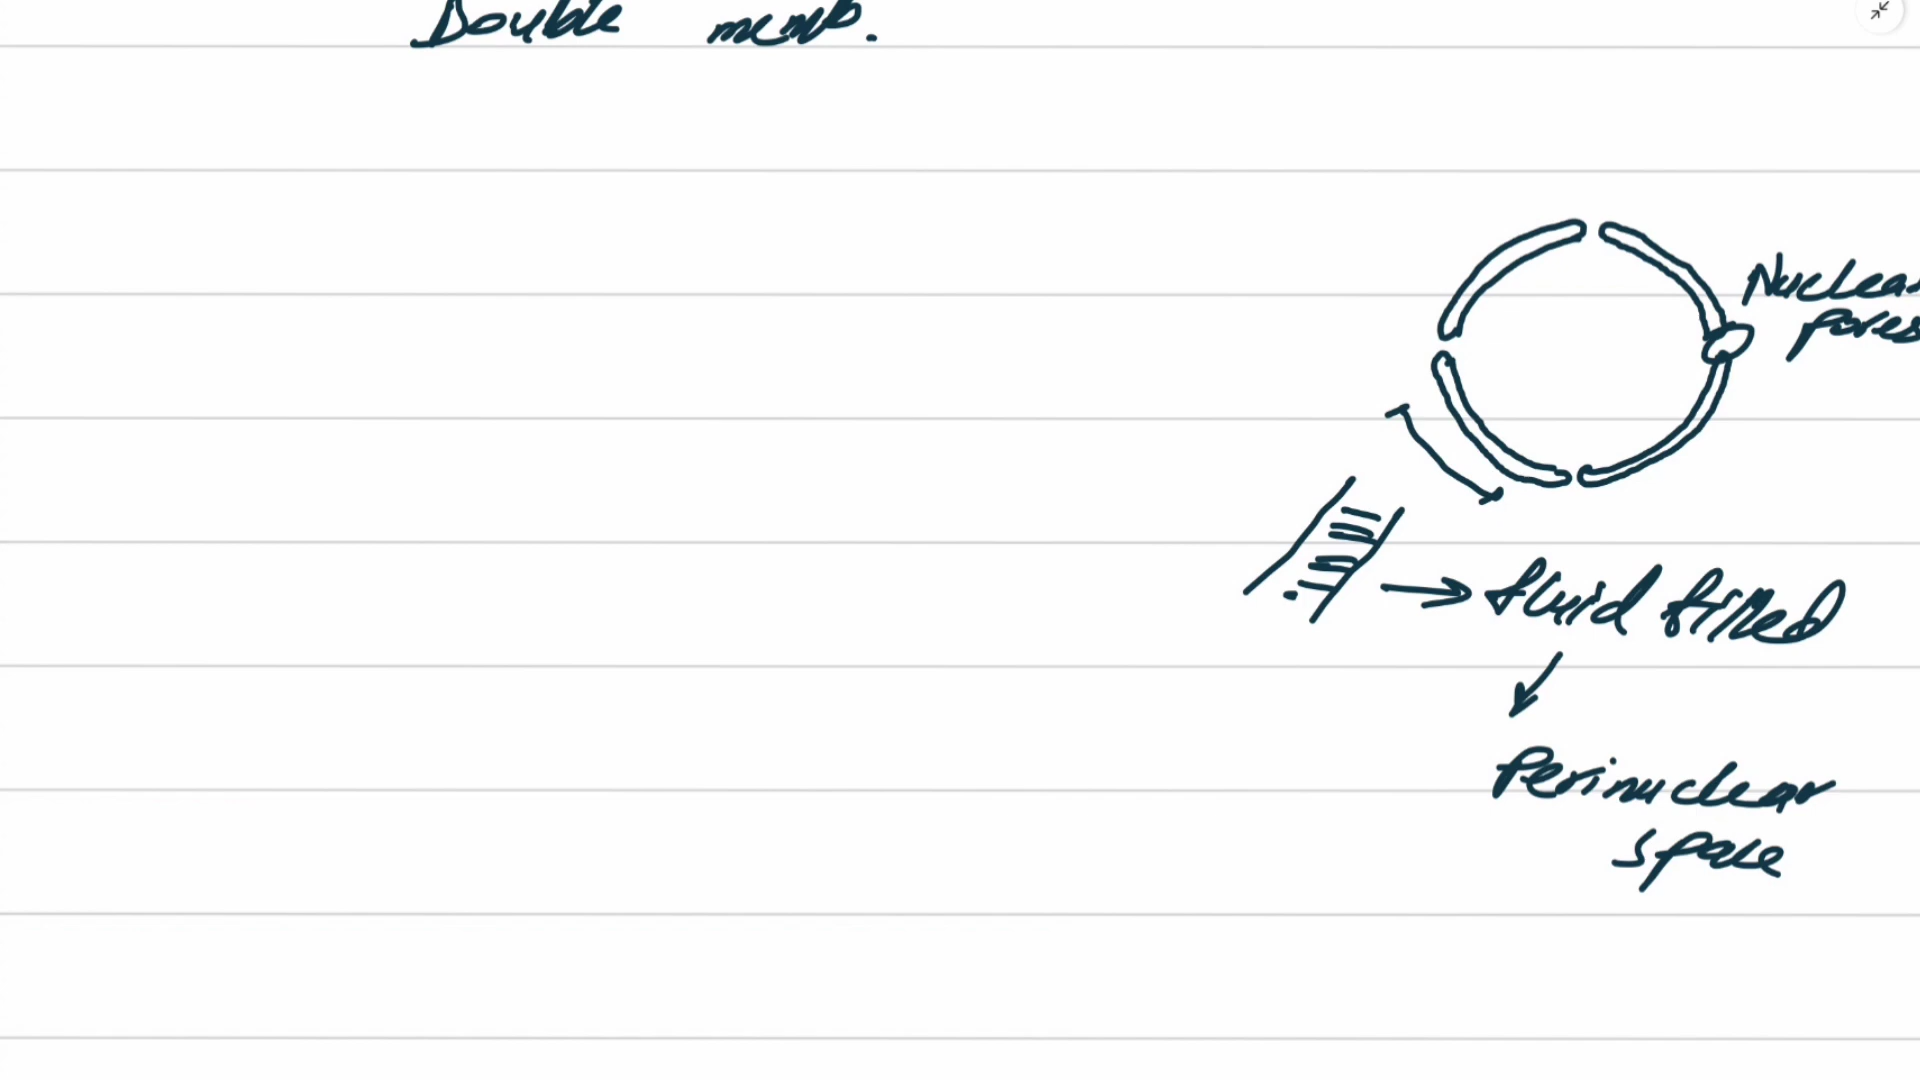 Double memb.
Nuclear
pores
fluid filled
Perinuclear
space